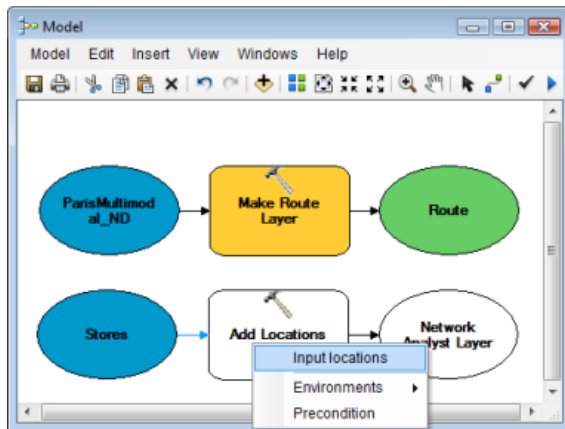 Model
Model Edit Insert View Windows Help
ParisMultimod
al_ND
Make Route
Layer
Route
Stores
Add Locations
Network
Analyst Layer
Input locations
Environments
Precondition